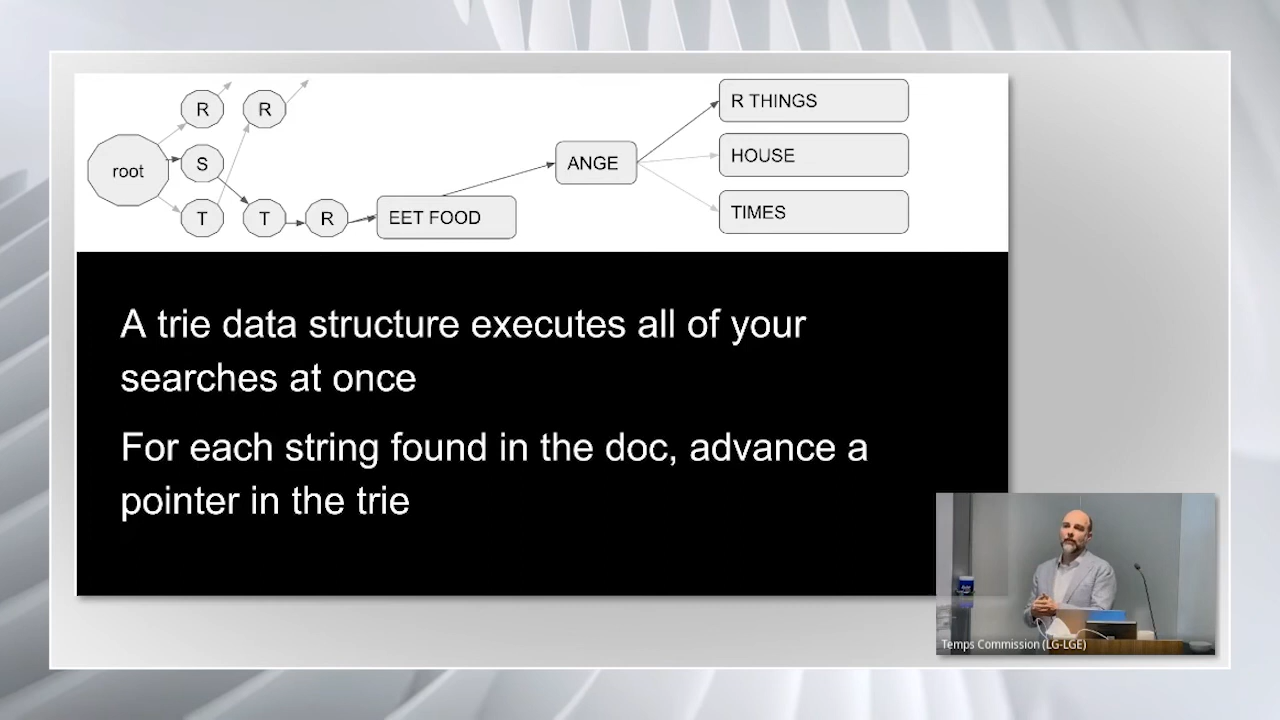 R
R
R THINGS
root
S
ANGE
HOUSE
T
T
R
EET FOOD
TIMES
A trie data structure executes all of your
searches at once
For each string found in the doc, advance a
pointer in the trie
Temps Commission (LG-LGE)